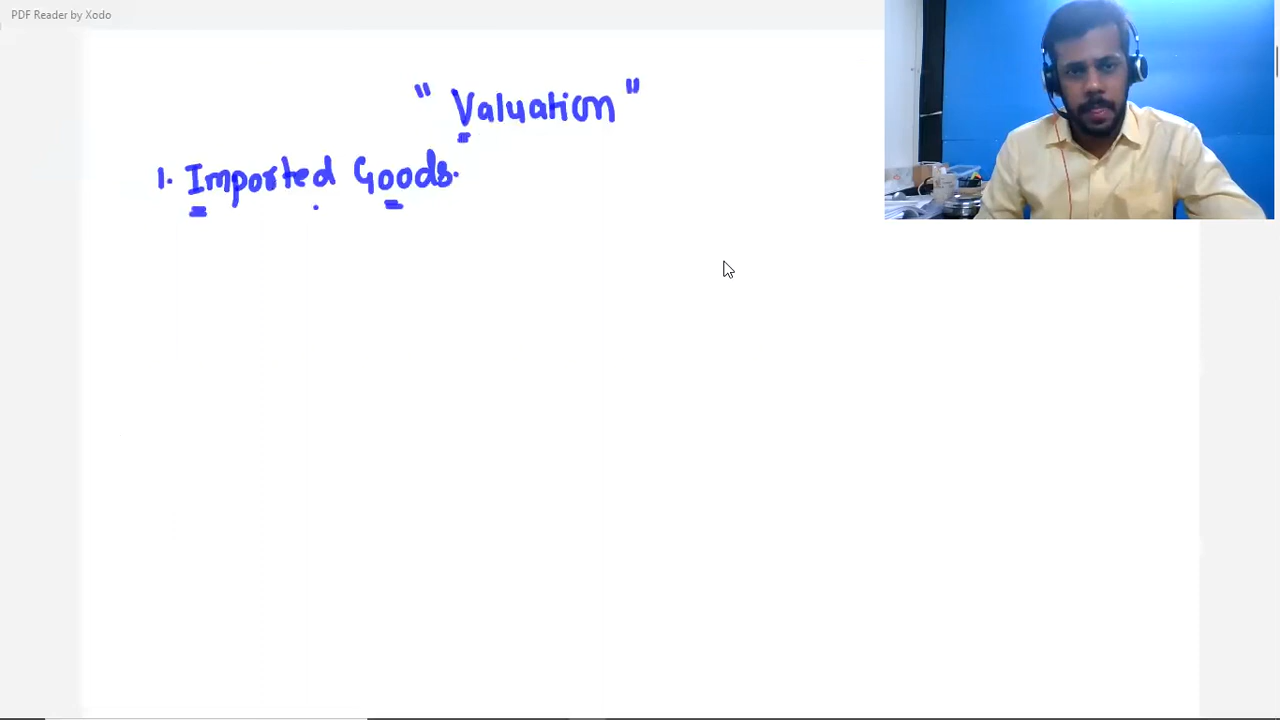 PDF Reader by Xodo
" Valuation "
1. Imported Goods.